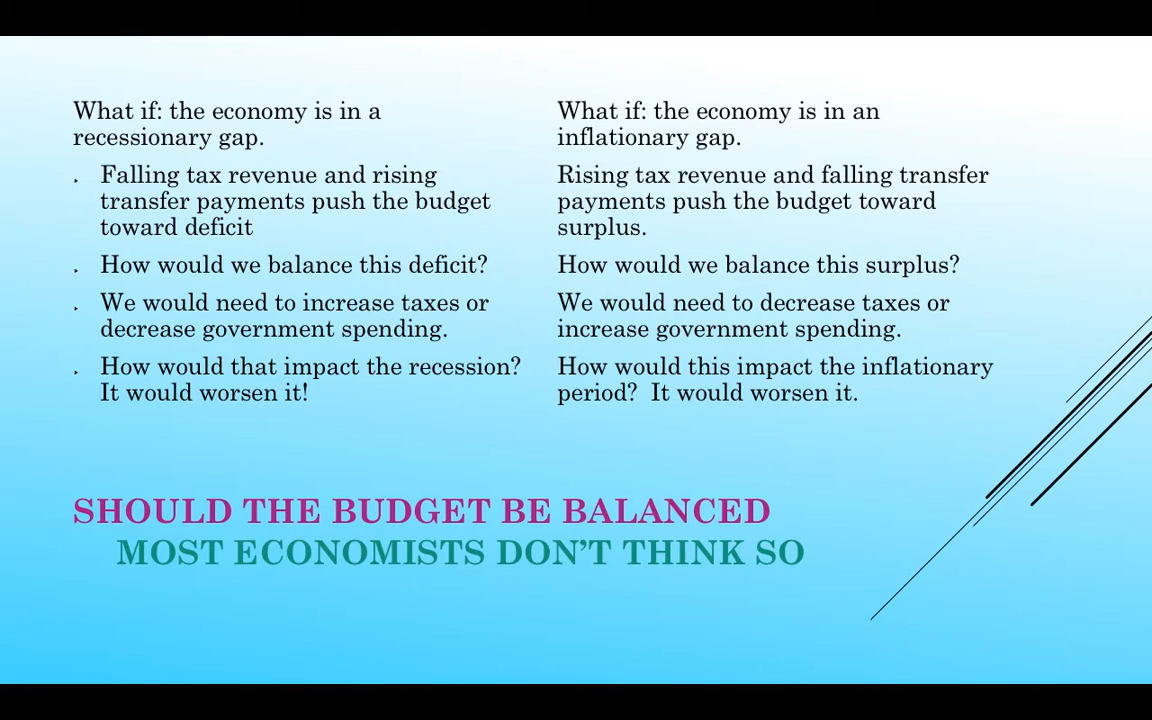 What if: the economy is in a
recessionary gap.
Falling tax revenue and rising
transfer payments push the budget
toward deficit
How would we balance this deficit?
We would need to increase taxes or
decrease government spending.
How would that impact the recession?
It would worsen it!
What if: the economy is in an
inflationary gap.
Rising tax revenue and falling transfer
payments push the budget toward
surplus.
How would we balance this surplus?
We would need to decrease taxes or
increase government spending.
How would this impact the inflationary
period?  It would worsen it.
SHOULD THE BUDGET BE BALANCED
MOST ECONOMISTS DON’T THINK SO